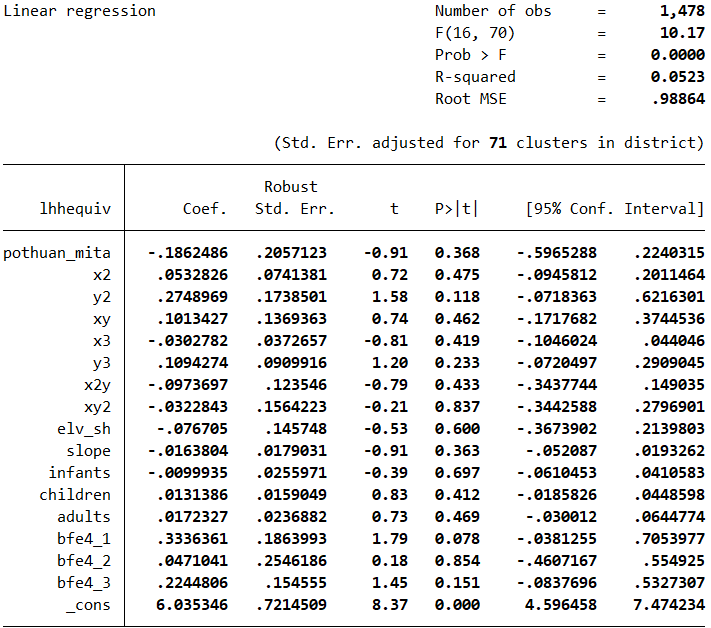 Linear regression Number of obs = 1,478
F(16, 70) = 10.17
Prob > F = 0.0000
R-squared = 0.0523
Root MSE = .98864
(Std. Err. adjusted for 71 clusters in district)
Robust
lhhequiv Coef. Std. Err. t P>|t| [95% Conf. Interval]
pothuan_mita -.1862486 .2057123 -0.91 0.368 -.5965288 .2240315
x2 .0532826 .0741381 0.72 0.475 -.0945812 .2011464
y2 .2748969 .1738501 1.58 0.118 -.0718363 .6216301
xy .1013427 .1369363 0.74 0.462 -.1717682 .3744536
x3 -.0302782 .0372657 -0.81 0.419 -.1046024 .044046
y3 .1094274 .0909916 1.20 0.233 -.0720497 .2909045
x2y -.0973697 .123546 -0.79 0.433 -.3437744 .149035
xy2 -.0322843 .1564223 -0.21 0.837 -.3442588 .2796901
elv_sh -.076705 .145748 -0.53 0.600 -.3673902 .2139803
slope -.0163804 .0179031 -0.91 0.363 -.052087 .0193262
infants -.0099935 .0255971 -0.39 0.697 -.0610453 .0410583
children .0131386 .0159049 0.83 0.412 -.0185826 .0448598
adults .0172327 .0236882 0.73 0.469 -.030012 .0644774
bfe4_1 .3336361 .1863993 1.79 0.078 -.0381255 .7053977
bfe4_2 .0471041 .2546186 0.18 0.854 -.4607167 .554925
bfe4_3 .2244806 .154555 1.45 0.151 -.0837696 .5327307
_cons 6.035346 .7214509 8.37 0.000 4.596458 7.474234